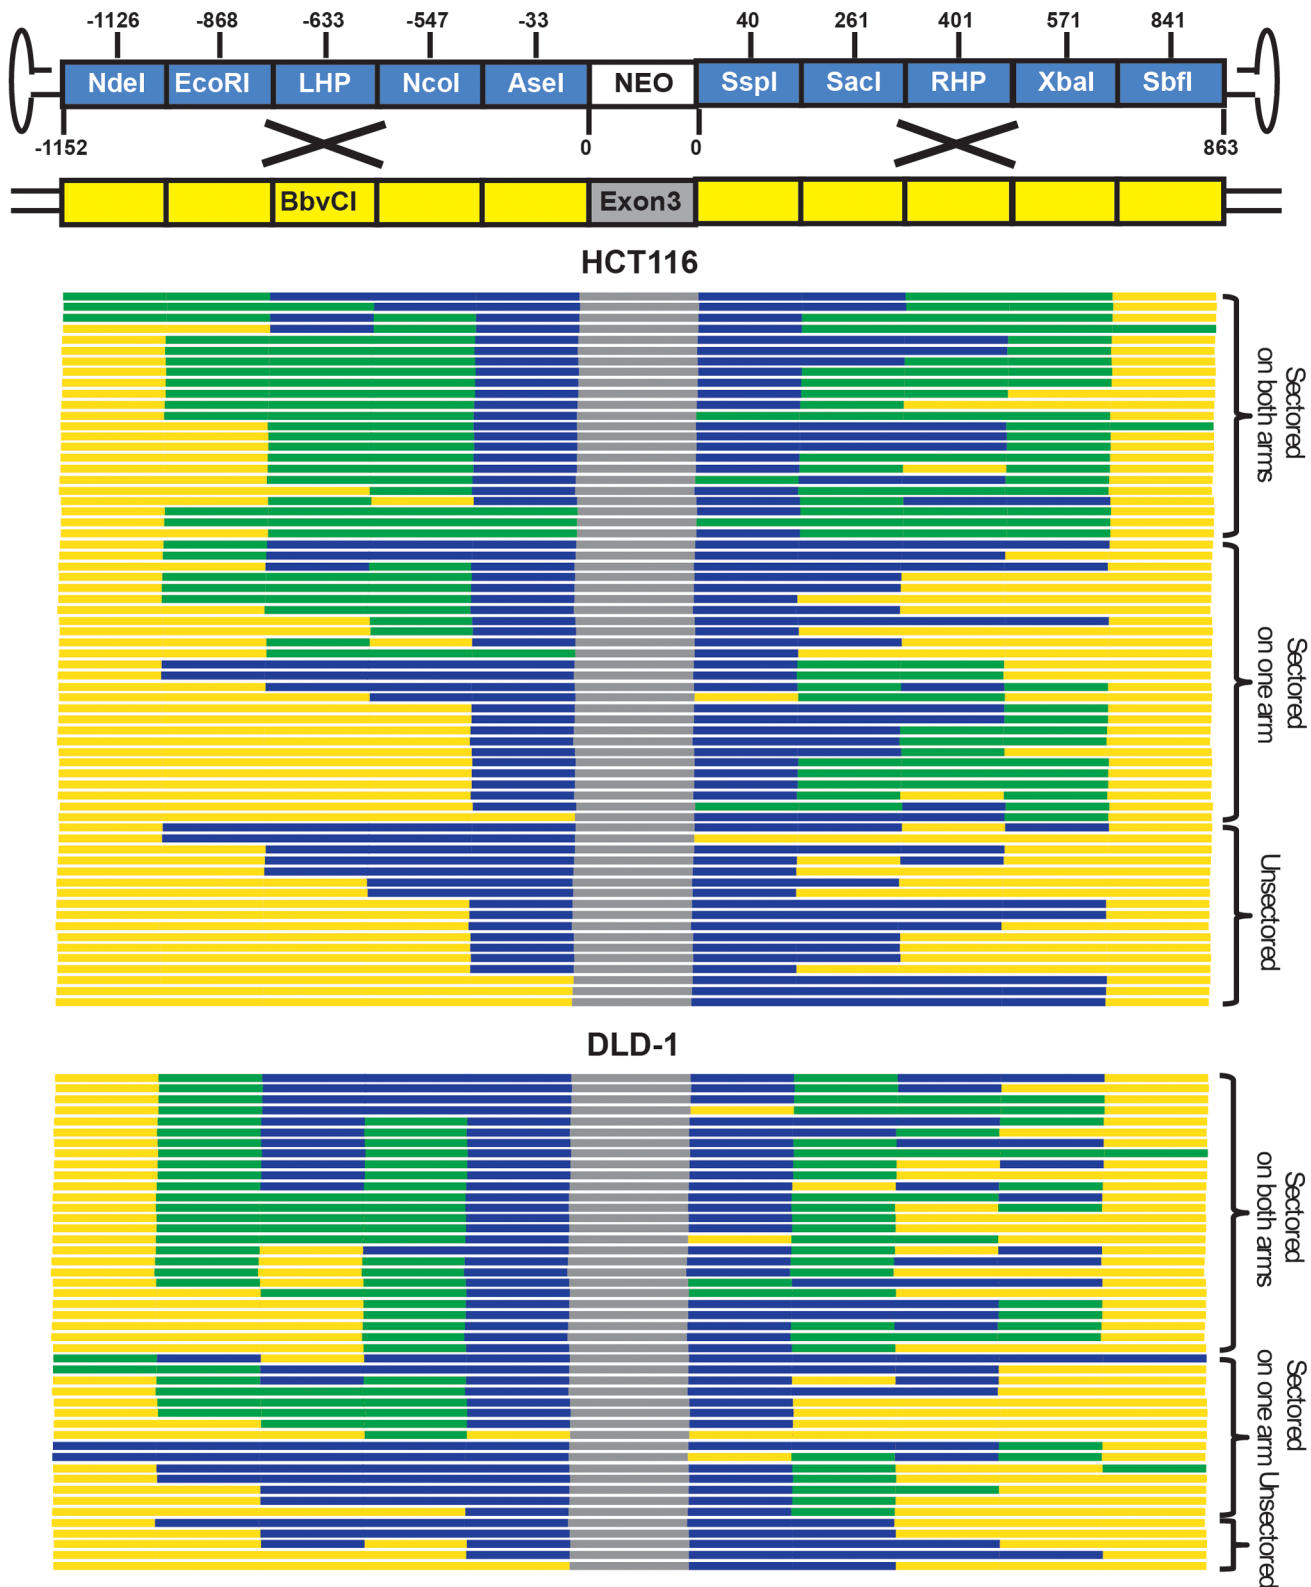 -1126 -868 -633 -547 -33 40 261 401 571 841
NdeI EcoRI LHP NcoI AseI NEO SspI SacI RHP XbaI SbfI
-1152 0 0 863
BbvCI Exon3
HCT116
Sectored
on both arms
Sectored
on one arm
Unsectored
DLD-1
Sectored
on both arms
Sectored
on one arm
Unsectored